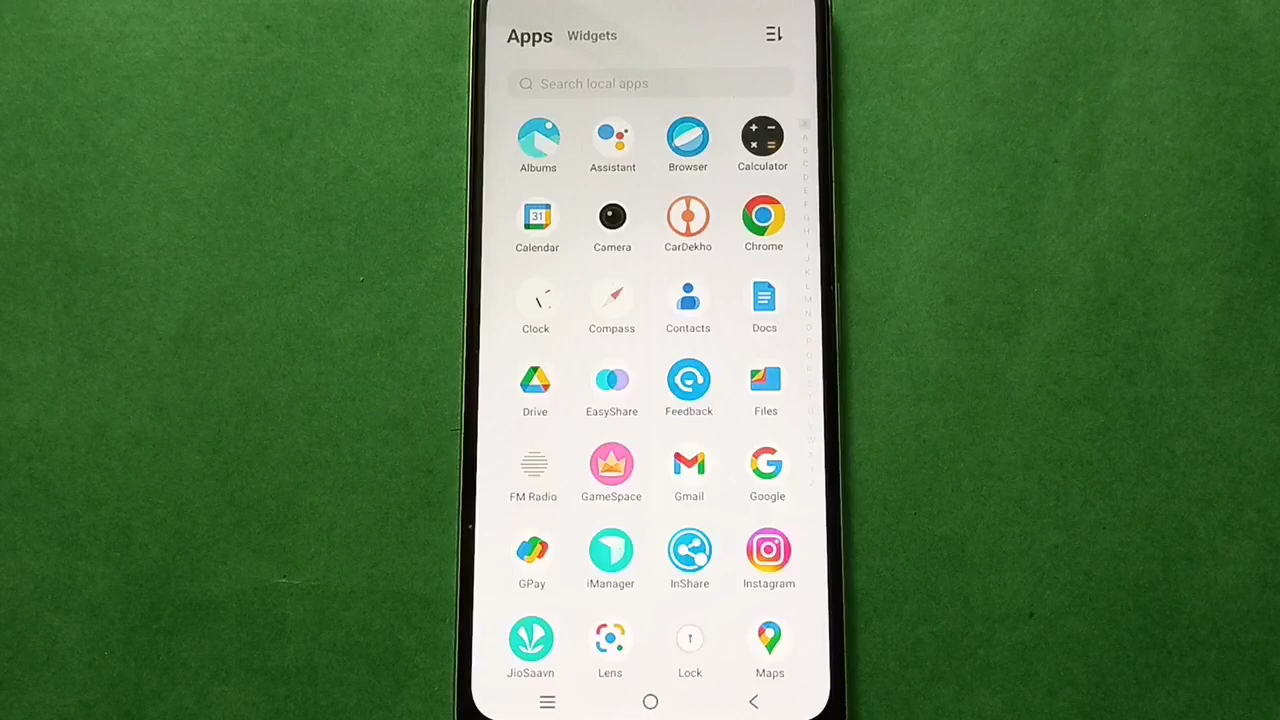 Apps Widgets
Search local apps
Albums Assistant Browser Calculator
31
Calendar Camera CarDekho Chrome
Clock Compass Contacts Docs
Drive EasyShare Feedback Files
FM Radio GameSpace Gmail Google
GPay iManager InShare Instagram
JioSaavn Lens Lock Maps